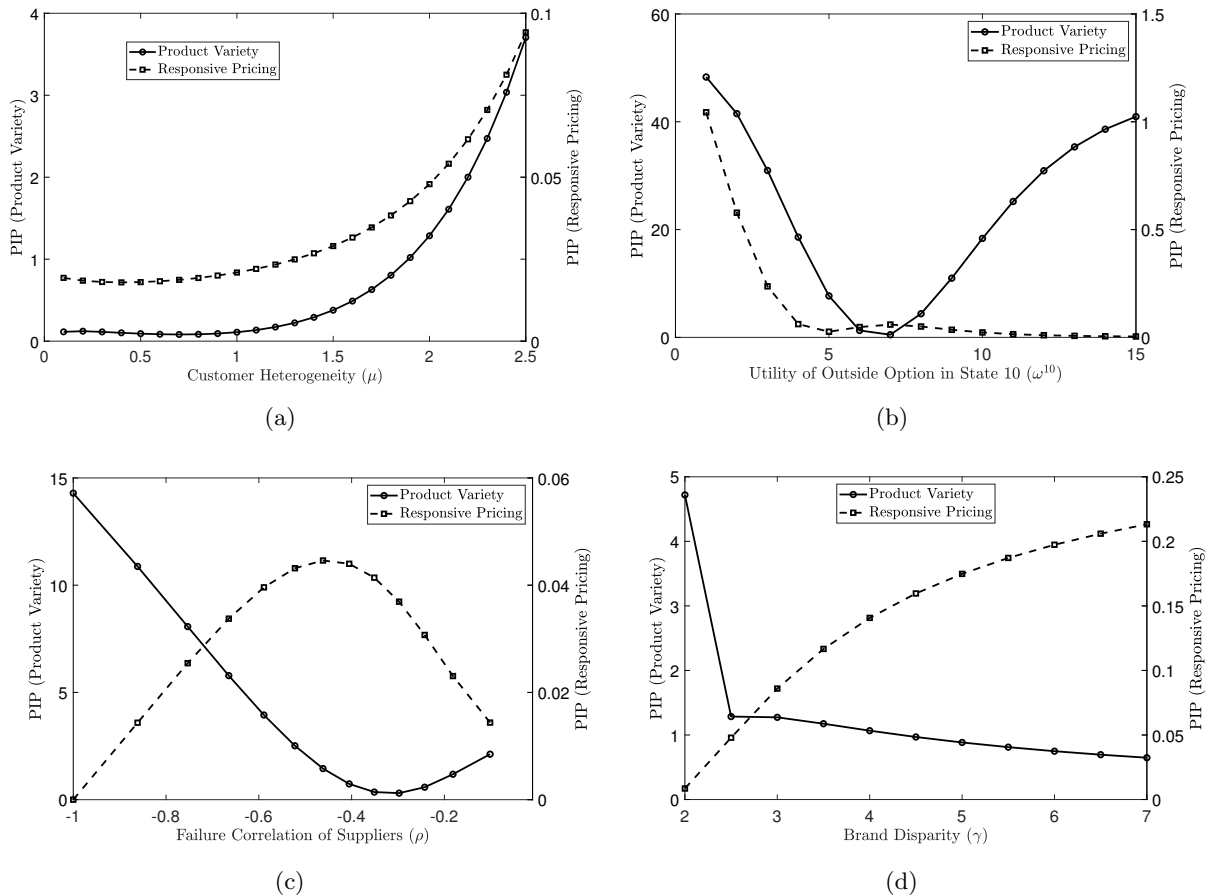 4
3
2
1
0
0.1
0.05
0
0 0.5 1 1.5 2 2.5
PIP (Product Variety)
PIP (Responsive Pricing)
Product Variety
Responsive Pricing
Customer Heterogeneity (μ)
(a)
60
40
20
0
1.5
1
0.5
0
0 5 10 15
PIP (Product Variety)
PIP (Responsive Pricing)
Product Variety
Responsive Pricing
Utility of Outside Option in State 10 (ω¹⁰)
(b)
15
10
5
0
0.06
0.04
0.02
0
-1 -0.8 -0.6 -0.4 -0.2
PIP (Product Variety)
PIP (Responsive Pricing)
Product Variety
Responsive Pricing
Failure Correlation of Suppliers (ρ)
(c)
5
4
3
2
1
0
0.25
0.2
0.15
0.1
0.05
0
2 3 4 5 6 7
PIP (Product Variety)
PIP (Responsive Pricing)
Product Variety
Responsive Pricing
Brand Disparity (γ)
(d)